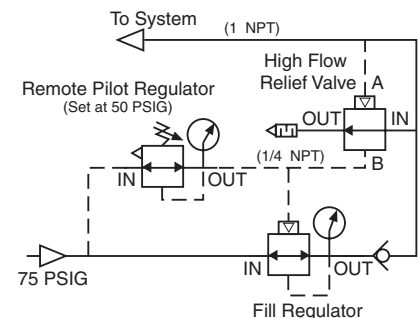 To System
(1 NPT)
High Flow
Relief Valve
A
Remote Pilot Regulator
(Set at 50 PSIG)
OUT
IN
(1/4 NPT)
B
IN
OUT
IN
OUT
75 PSIG
Fill Regulator